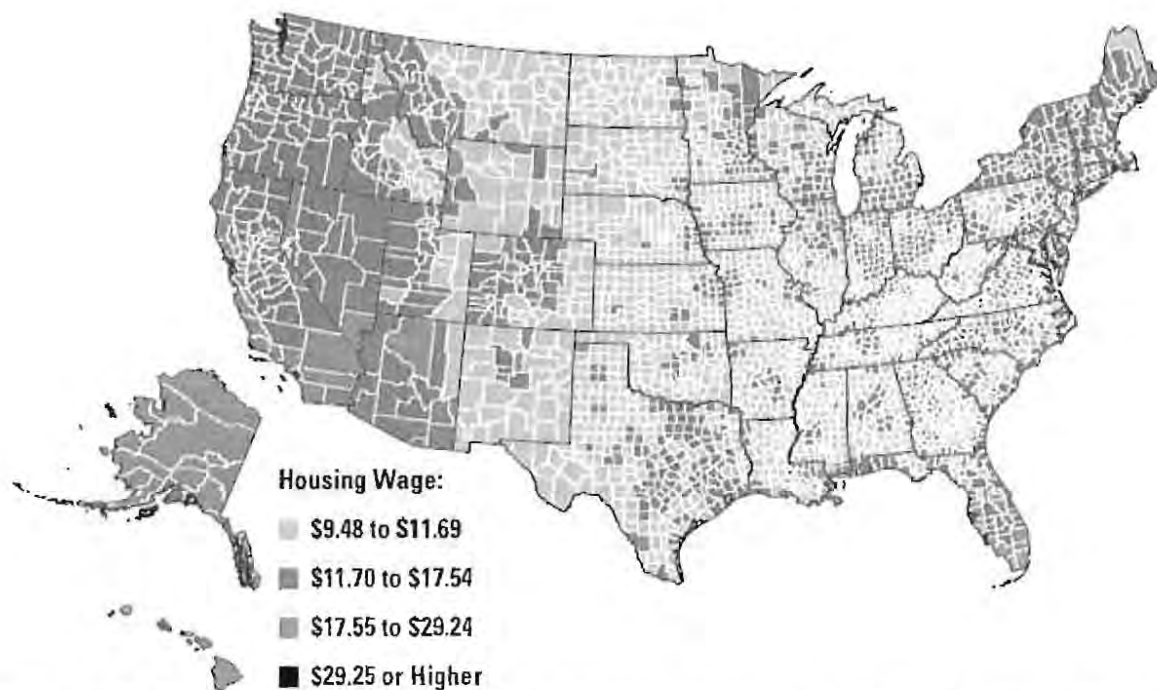 Housing Wage:
$9.48 to $11.69
$11.70 to $17.54
$17.55 to $29.24
$29.25 or Higher